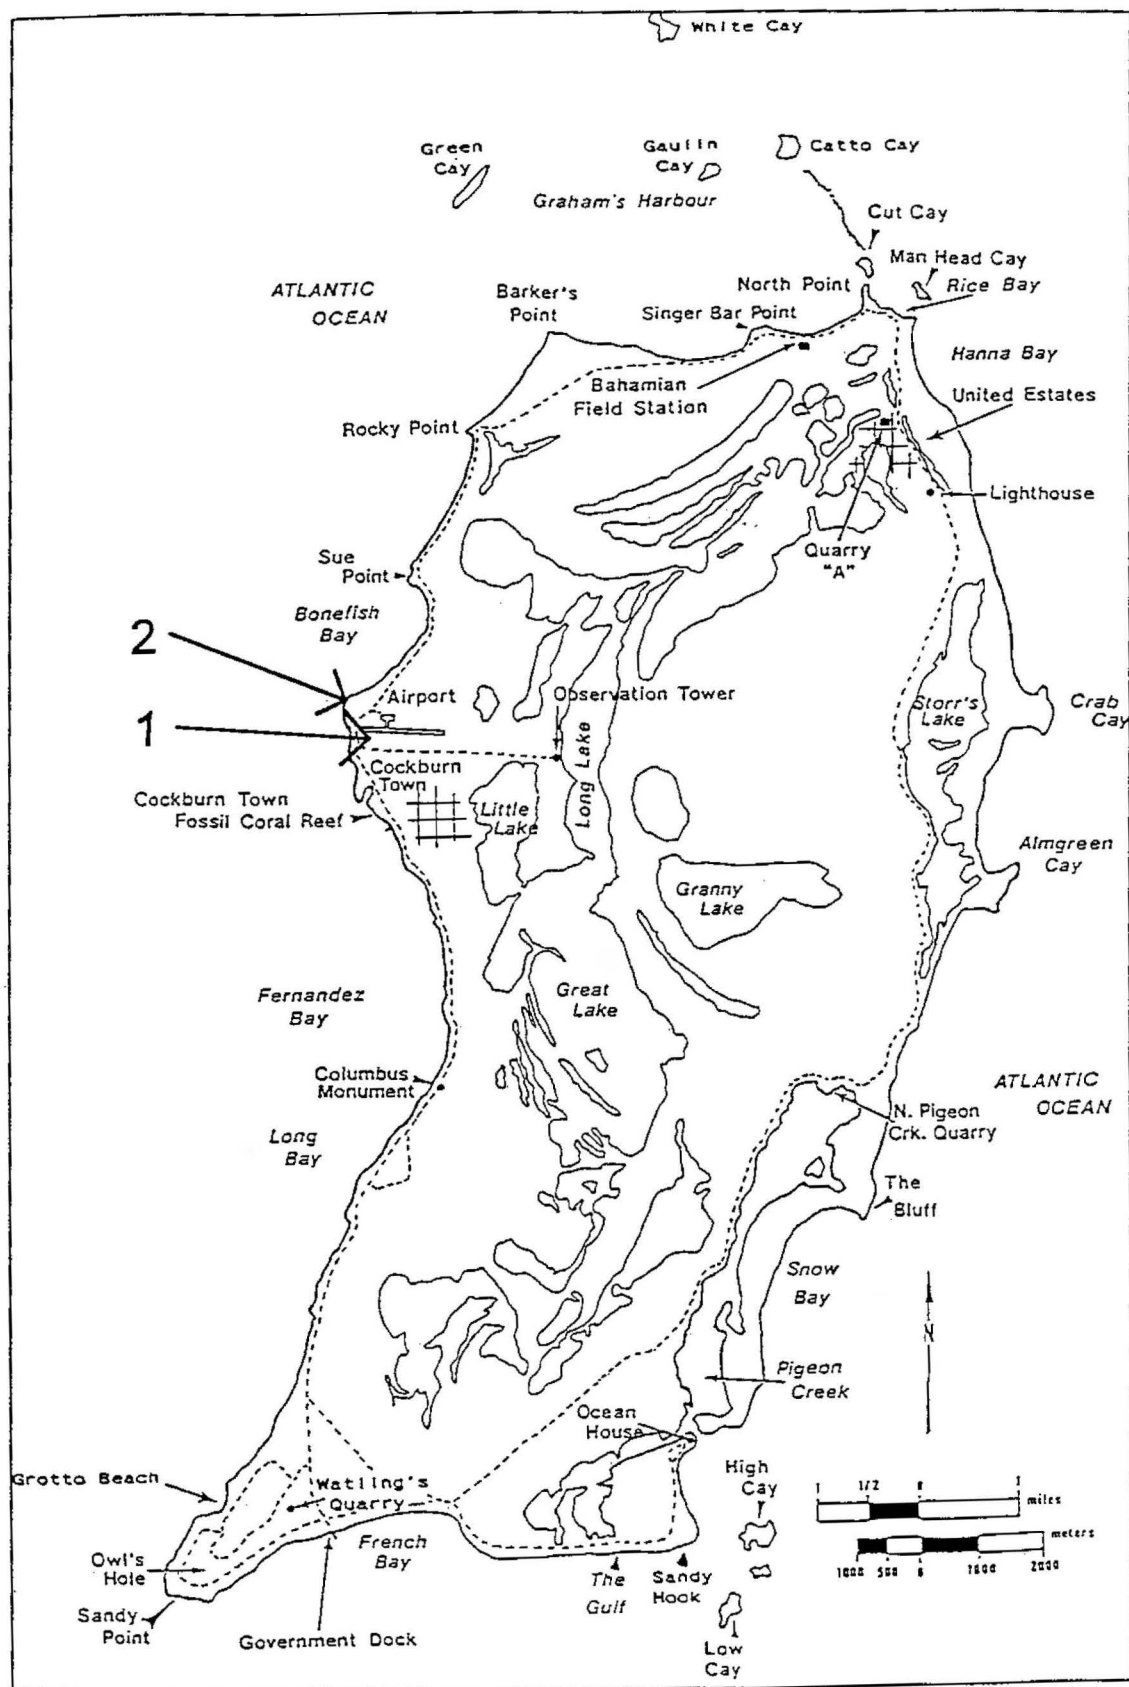 White Cay
Green
Cay
Gaulin
Cay
Catto Cay
Graham's Harbour
Cut Cay
Man Head Cay
Rice Bay
North Point
ATLANTIC
OCEAN
Barker's
Point
Singer Bar Point
Hanna Bay
Bahamian
Field Station
United Estates
Rocky Point
Lighthouse
Quarry
"A"
Sue
Point
Bonefish
Bay
2
Airport
Observation Tower
Storr's
Lake
Crab
Cay
1
Long Lake
Cockburn
Town
Cockburn Town
Fossil Coral Reef
Little
Lake
Almgreen
Cay
Granny
Lake
Fernandez
Bay
Great
Lake
Columbus
Monument
ATLANTIC
OCEAN
N. Pigeon
Crk. Quarry
Long
Bay
The
Bluff
Snow
Bay
N
Pigeon
Creek
Ocean
House
Grotto Beach
Watling's
Quarry
High
Cay
1 1/2 0 1
miles
meters
1000 500 0 1000 2000
French
Bay
Owl's
Hole
The
Gulf
Sandy
Hook
Sandy
Point
Government Dock
Low
Cay